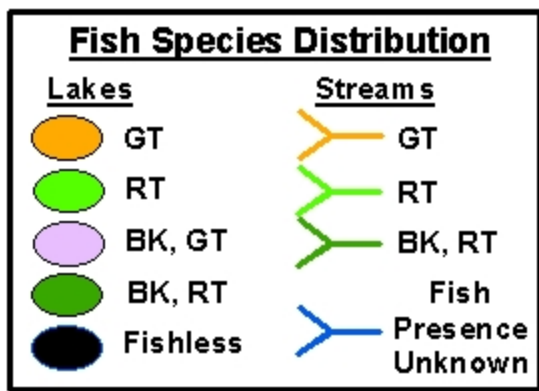 Fish Species Distribution
Lakes Streams
GT GT
RT RT
BK, GT BK, RT
BK, RT Fish
Fishless Presence
Unknown